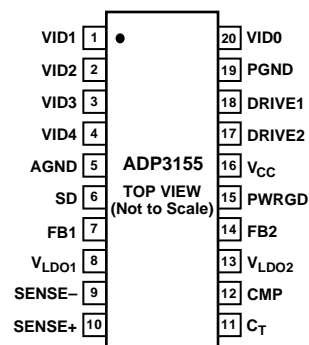 VID1 1 20 VID0
VID2 2 19 PGND
VID3 3 18 DRIVE1
VID4 4 17 DRIVE2
AGND 5 ADP3155 16 VCC
SD 6 TOP VIEW 15 PWRGD
(Not to Scale)
FB1 7 14 FB2
VLDO1 8 13 VLDO2
SENSE– 9 12 CMP
SENSE+ 10 11 CT